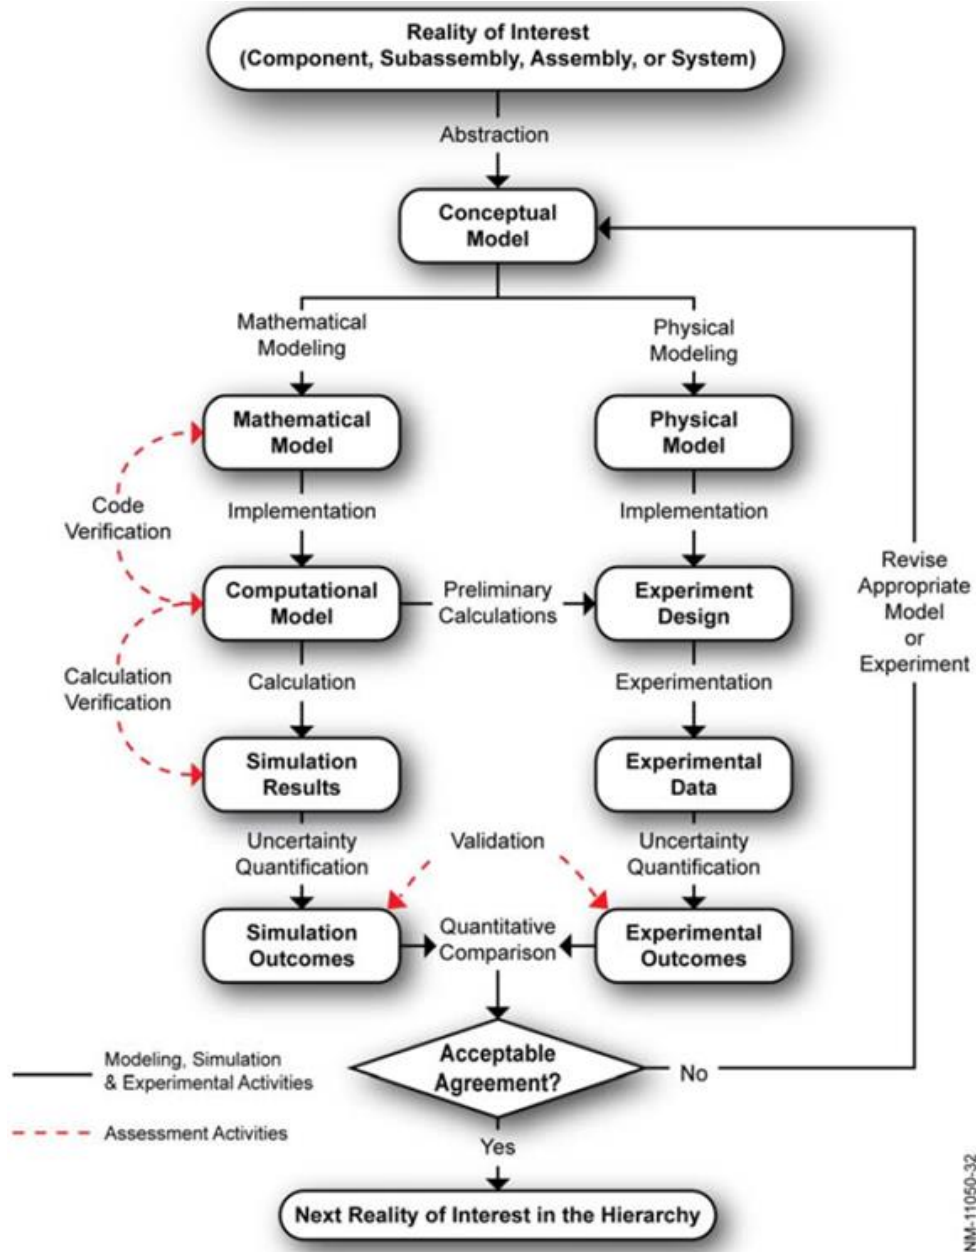 Reality of Interest
(Component, Subassembly, Assembly, or System)
Abstraction
Conceptual
Model
Mathematical
Modeling
Physical
Modeling
Mathematical
Model
Physical
Model
Code
Verification
Implementation
Implementation
Revise
Appropriate
Model
or
Experiment
Computational
Model
Preliminary
Calculations
Experiment
Design
Calculation
Verification
Calculation
Experimentation
Simulation
Results
Experimental
Data
Uncertainty
Quantification
Validation
Uncertainty
Quantification
Simulation
Outcomes
Quantitative
Comparison
Experimental
Outcomes
Acceptable
Agreement?
No
Modeling, Simulation
& Experimental Activities
Assessment Activities
Yes
Next Reality of Interest in the Hierarchy
NM-11050-32